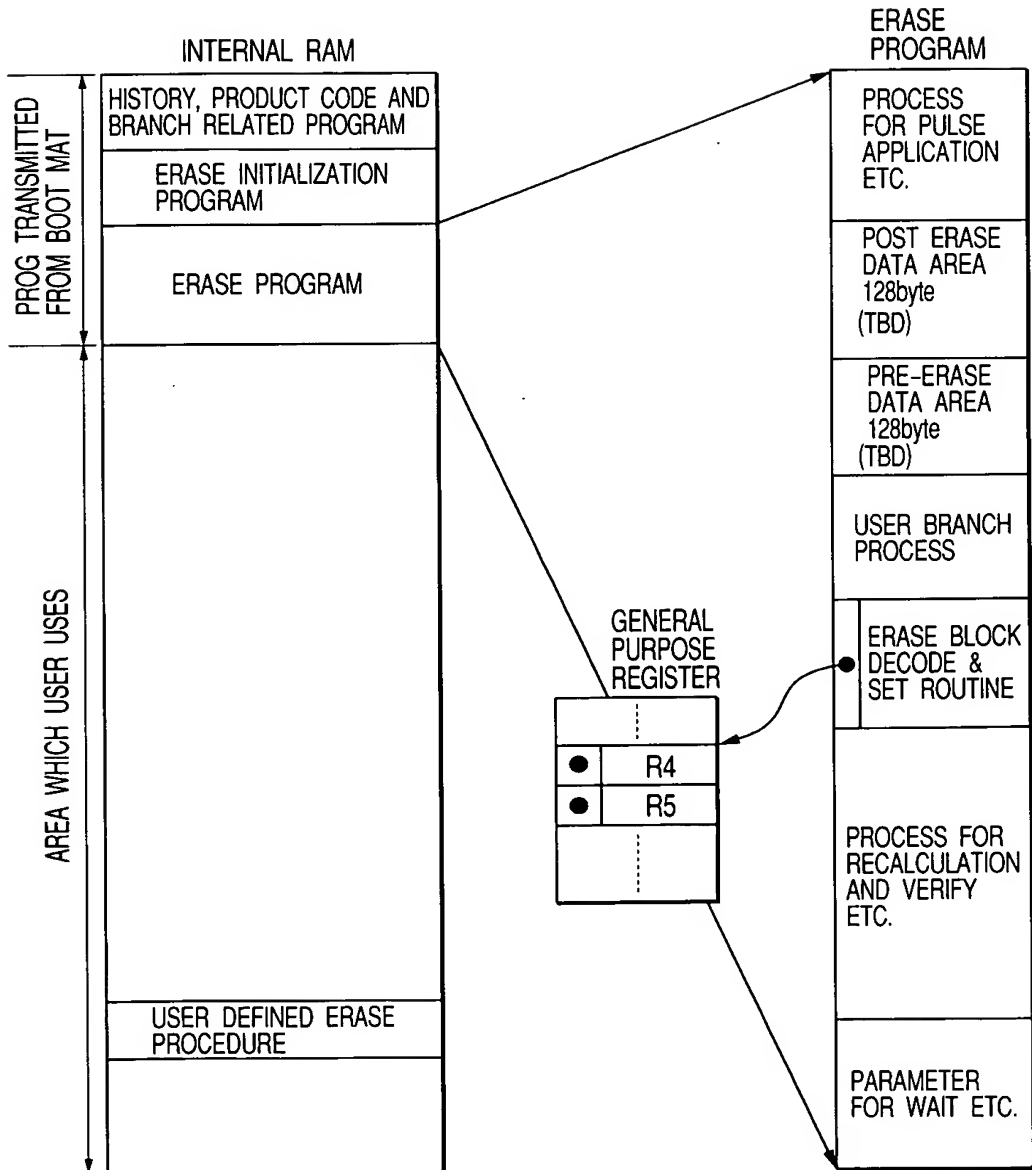 INTERNAL RAM
HISTORY, PRODUCT CODE AND
BRANCH RELATED PROGRAM
ERASE INITIALIZATION
PROGRAM
ERASE PROGRAM
USER DEFINED ERASE
PROCEDURE
PROG TRANSMITTED
FROM BOOT MAT
AREA WHICH USER USES
GENERAL
PURPOSE
REGISTER
R4
R5
ERASE
PROGRAM
PROCESS
FOR PULSE
APPLICATION
ETC.
POST ERASE
DATA AREA
128byte
(TBD)
PRE-ERASE
DATA AREA
128byte
(TBD)
USER BRANCH
PROCESS
ERASE BLOCK
DECODE &
SET ROUTINE
PROCESS FOR
RECALCULATION
AND VERIFY
ETC.
PARAMETER
FOR WAIT ETC.